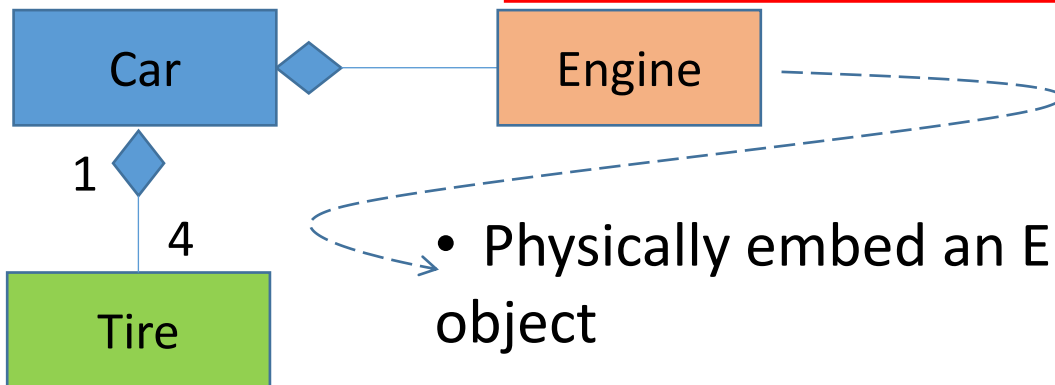 Car
Engine
1
4
• Physically embed an E
object
Tire